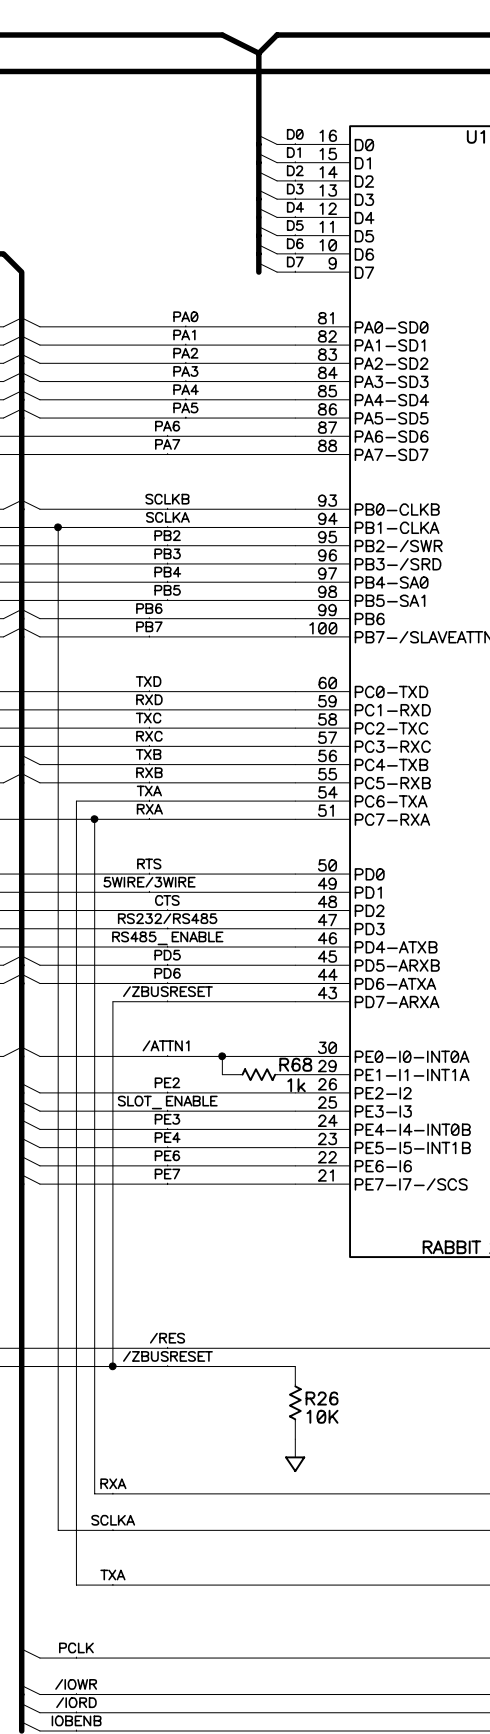 U1
D0 16 D0
D1 15 D1
D2 14 D2
D3 13 D3
D4 12 D4
D5 11 D5
D6 10 D6
D7 9 D7
PA0 81 PA0-SD0
PA1 82 PA1-SD1
PA2 83 PA2-SD2
PA3 84 PA3-SD3
PA4 85 PA4-SD4
PA5 86 PA5-SD5
PA6 87 PA6-SD6
PA7 88 PA7-SD7
SCLKB 93 PB0-CLKB
SCLKA 94 PB1-CLKA
PB2 95 PB2-/SWR
PB3 96 PB3-/SRD
PB4 97 PB4-SA0
PB5 98 PB5-SA1
PB6 99 PB6
PB7 100 PB7-/SLAVEATTN
TXD 60 PC0-TXD
RXD 59 PC1-RXD
TXC 58 PC2-TXC
RXC 57 PC3-RXC
TXB 56 PC4-TXB
RXB 55 PC5-RXB
TXA 54 PC6-TXA
RXA 51 PC7-RXA
RTS 50 PD0
5WIRE/3WIRE 49 PD1
CTS 48 PD2
RS232/RS485 47 PD3
RS485_ENABLE 46 PD4-ATXB
PD5 45 PD5-ARXB
PD6 44 PD6-ATXA
/ZBUSRESET 43 PD7-ARXA
/ATTN1 30 PE0-I0-INT0A
R68 29 PE1-I1-INT1A
1k
PE2 26 PE2-I2
SLOT_ENABLE 25 PE3-I3
PE3 24 PE4-I4-INT0B
PE4 23 PE5-I5-INT1B
PE6 22 PE6-I6
PE7 21 PE7-I7-/SCS
RABBIT
/RES
/ZBUSRESET
R26
10K
RXA
SCLKA
TXA
PCLK
/IOWR
/IORD
IOBENB